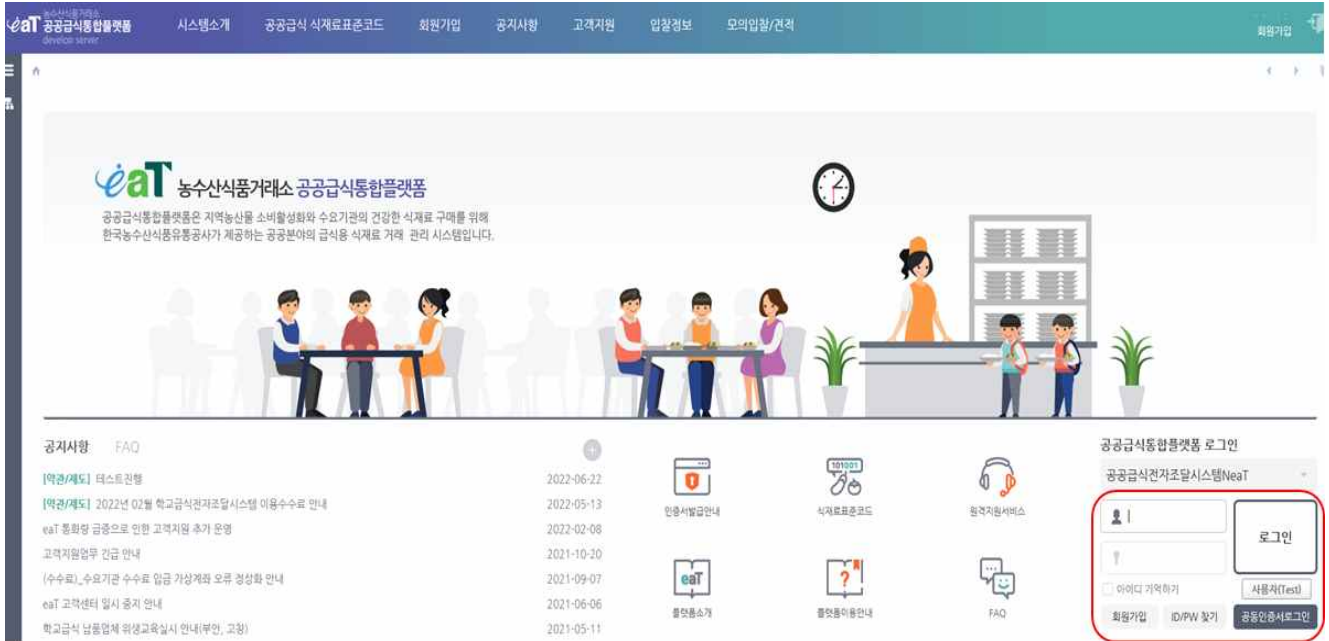 eaT 농수산식품거래소
공공급식통합플랫폼
develop server
시스템소개 공공급식 식재료표준코드 회원가입 공지사항 고객지원 입찰정보 모의입찰/견적
회원가입
eaT 농수산식품거래소 공공급식통합플랫폼
공공급식통합플랫폼은 지역농산물 소비활성화와 수요기관의 건강한 식재료 구매를 위해
한국농수산식품유통공사가 제공하는 공공분야의 급식용 식재료 거래 관리 시스템입니다.
공지사항 FAQ
[약관/제도] 테스트진행 2022-06-22
[약관/제도] 2022년 02월 학교급식전자조달시스템 이용수수료 안내 2022-05-13
eaT 통화량 급증으로 인한 고객지원 추가 운영 2022-02-08
고객지원업무 긴급 안내 2021-10-20
(수수료)_수요기관 수수료 입금 가상계좌 오류 정상화 안내 2021-09-07
eaT 고객센터 일시 중지 안내 2021-06-06
학교급식 납품업체 위생교육실시 안내(부안, 고창) 2021-05-11
인증서발급안내
101001
식재료표준코드
원격지원서비스
eaT
플랫폼소개
플랫폼이용안내
FAQ
공공급식통합플랫폼 로그인
공공급식전자조달시스템NeaT
로그인
아이디 기억하기 사용자(Test)
회원가입 ID/PW 찾기 공동인증서로그인